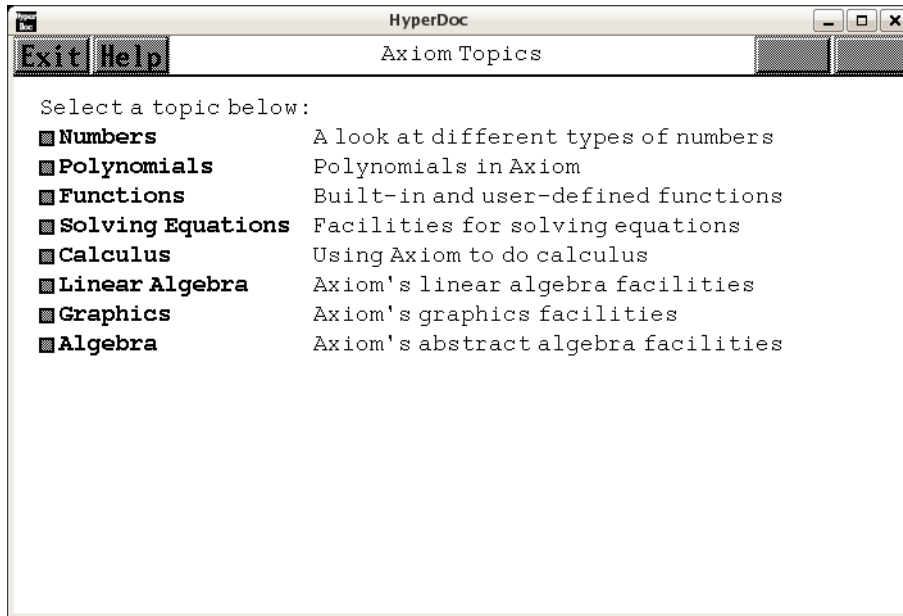 Hyper
Doc
HyperDoc
Exit Help Axiom Topics
Select a topic below:
Numbers A look at different types of numbers
Polynomials Polynomials in Axiom
Functions Built-in and user-defined functions
Solving Equations Facilities for solving equations
Calculus Using Axiom to do calculus
Linear Algebra Axiom's linear algebra facilities
Graphics Axiom's graphics facilities
Algebra Axiom's abstract algebra facilities